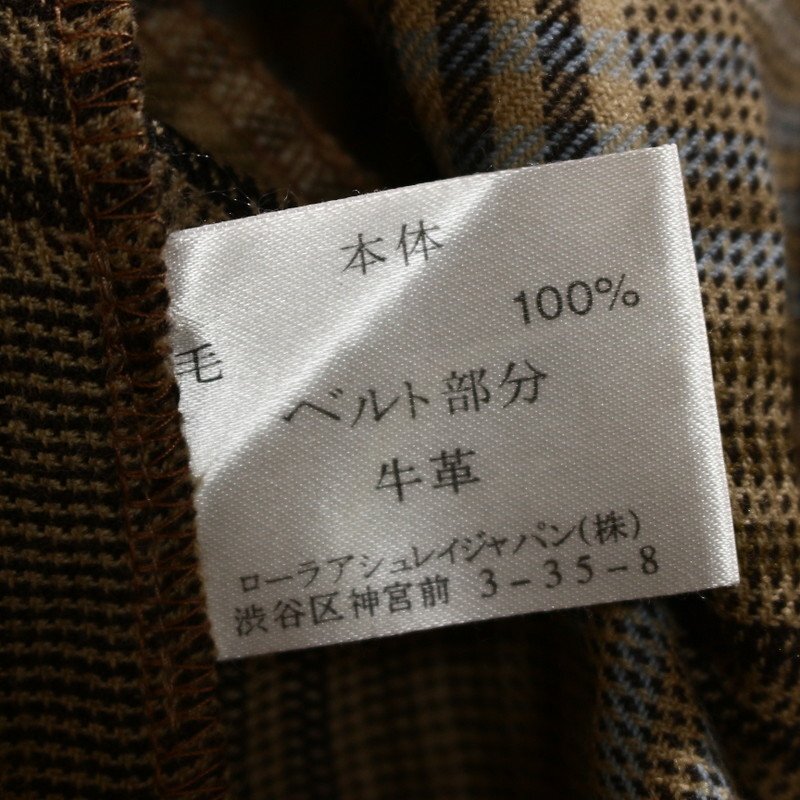 本体
毛 100%
ベルト部分
牛革
ローラアシュレイジャパン(株)
渋谷区神宮前 3-35-8